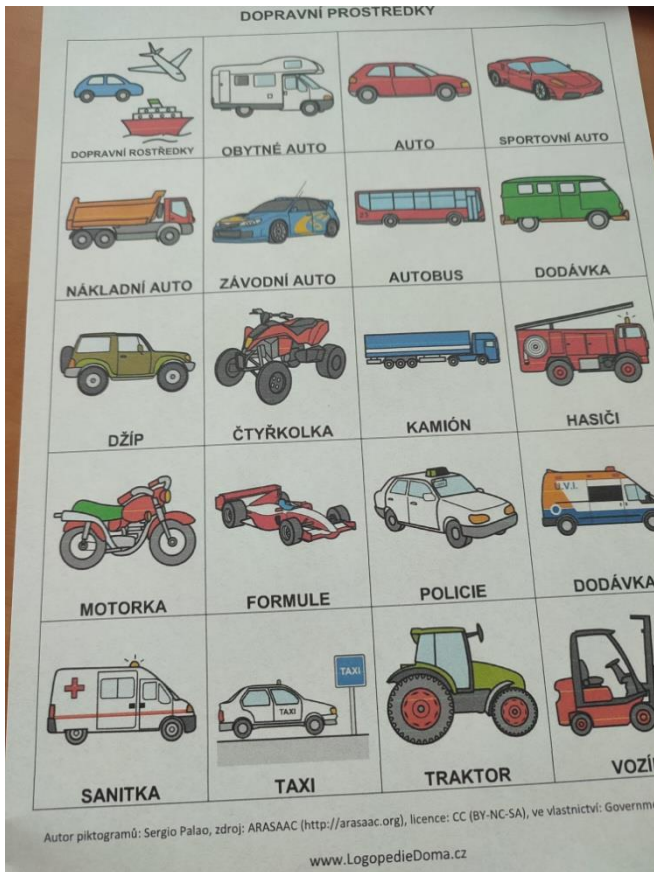 DOPRAVNÍ PROSTŘEDKY
DOPRAVNÍ ROSTŘEDKY
OBYTNÉ AUTO
AUTO
SPORTOVNÍ AUTO
NÁKLADNÍ AUTO
ZÁVODNÍ AUTO
25
AUTOBUS
DODÁVKA
DŽÍP
ČTYŘKOLKA
KAMIÓN
HASIČI
MOTORKA
FORMULE
POLICIE
U.V.I.
DODÁVKA
SANITKA
TAXI
TAXI
TAXI
TRAKTOR
Autor piktogramů: Sergio Palao, zdroj: ARASAAC (http://arasaac.org), licence: CC (BY-NC-SA), ve vlastnictví:
www.LogopedieDoma.cz